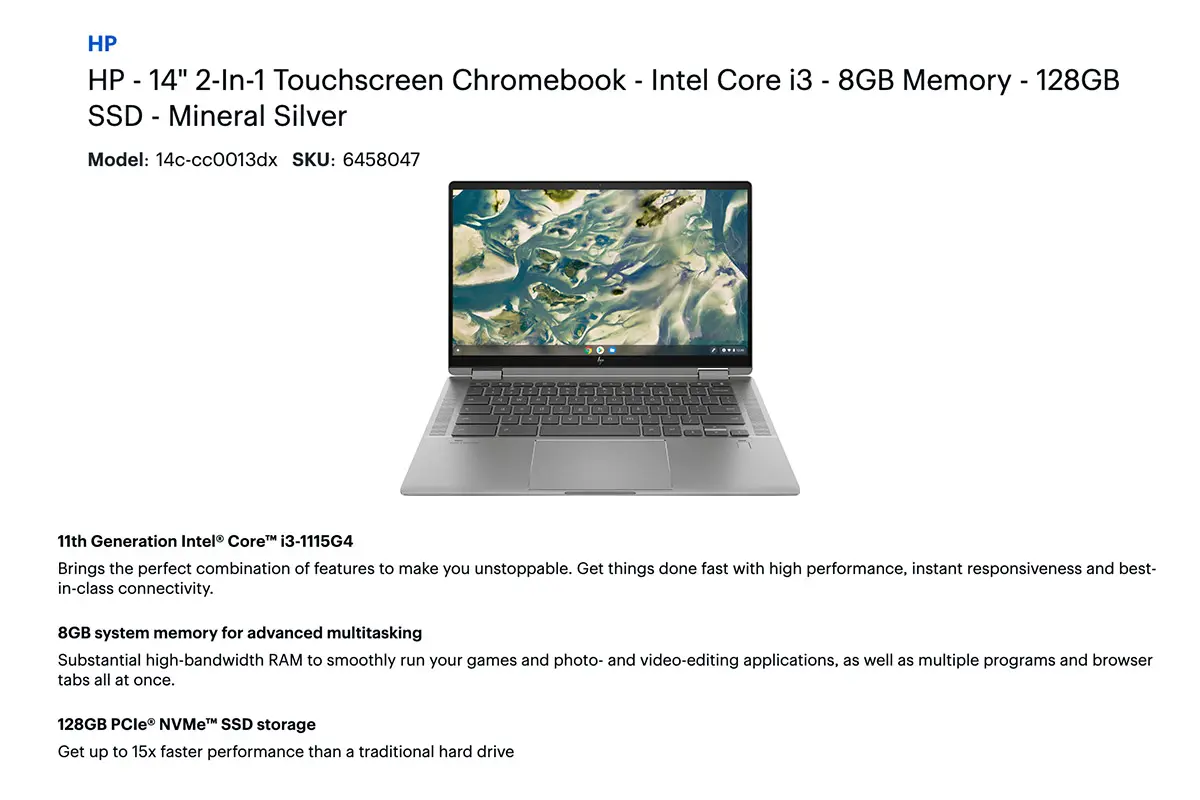 HP
HP - 14" 2-In-1 Touchscreen Chromebook - Intel Core i3 - 8GB Memory - 128GB
SSD - Mineral Silver
Model: 14c-cc0013dx SKU: 6458047
hp
11th Generation Intel® Core™ i3-1115G4
Brings the perfect combination of features to make you unstoppable. Get things done fast with high performance, instant responsiveness and best-
in-class connectivity.
8GB system memory for advanced multitasking
Substantial high-bandwidth RAM to smoothly run your games and photo- and video-editing applications, as well as multiple programs and browser
tabs all at once.
128GB PCIe® NVMe™ SSD storage
Get up to 15x faster performance than a traditional hard drive